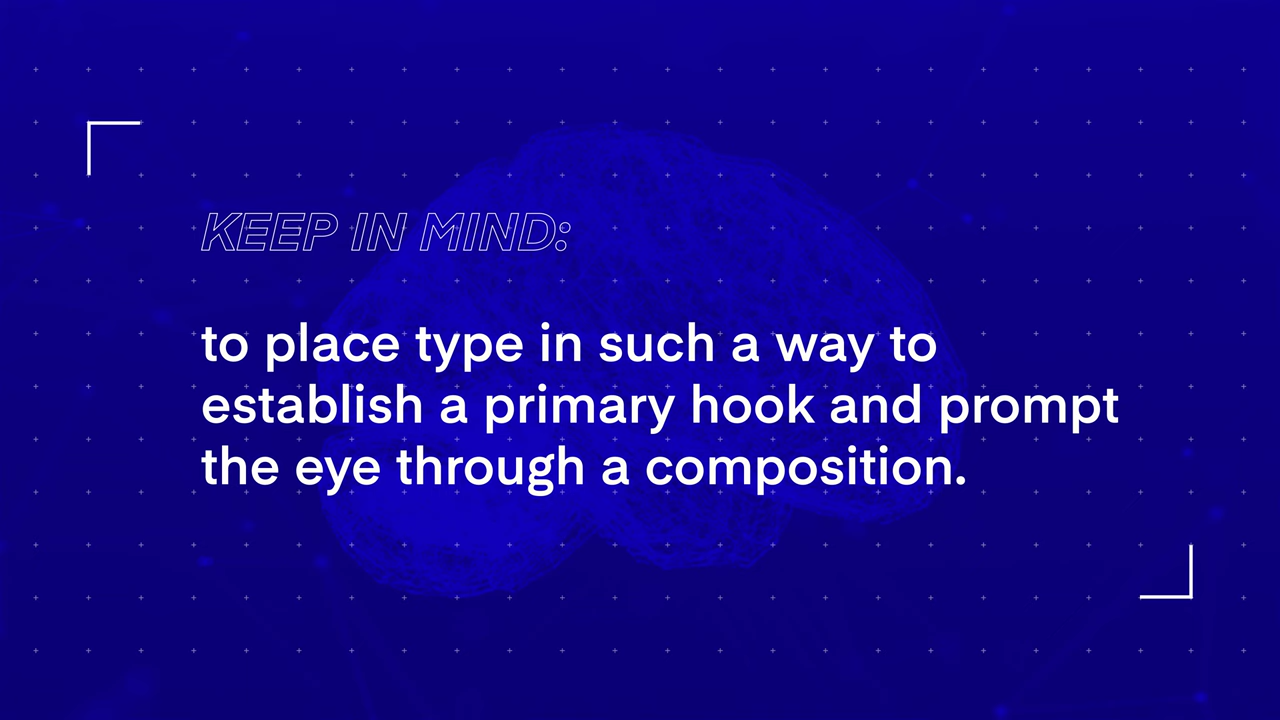 KEEP IN MIND:
to place type in such a way to
establish a primary hook and prompt
the eye through a composition.